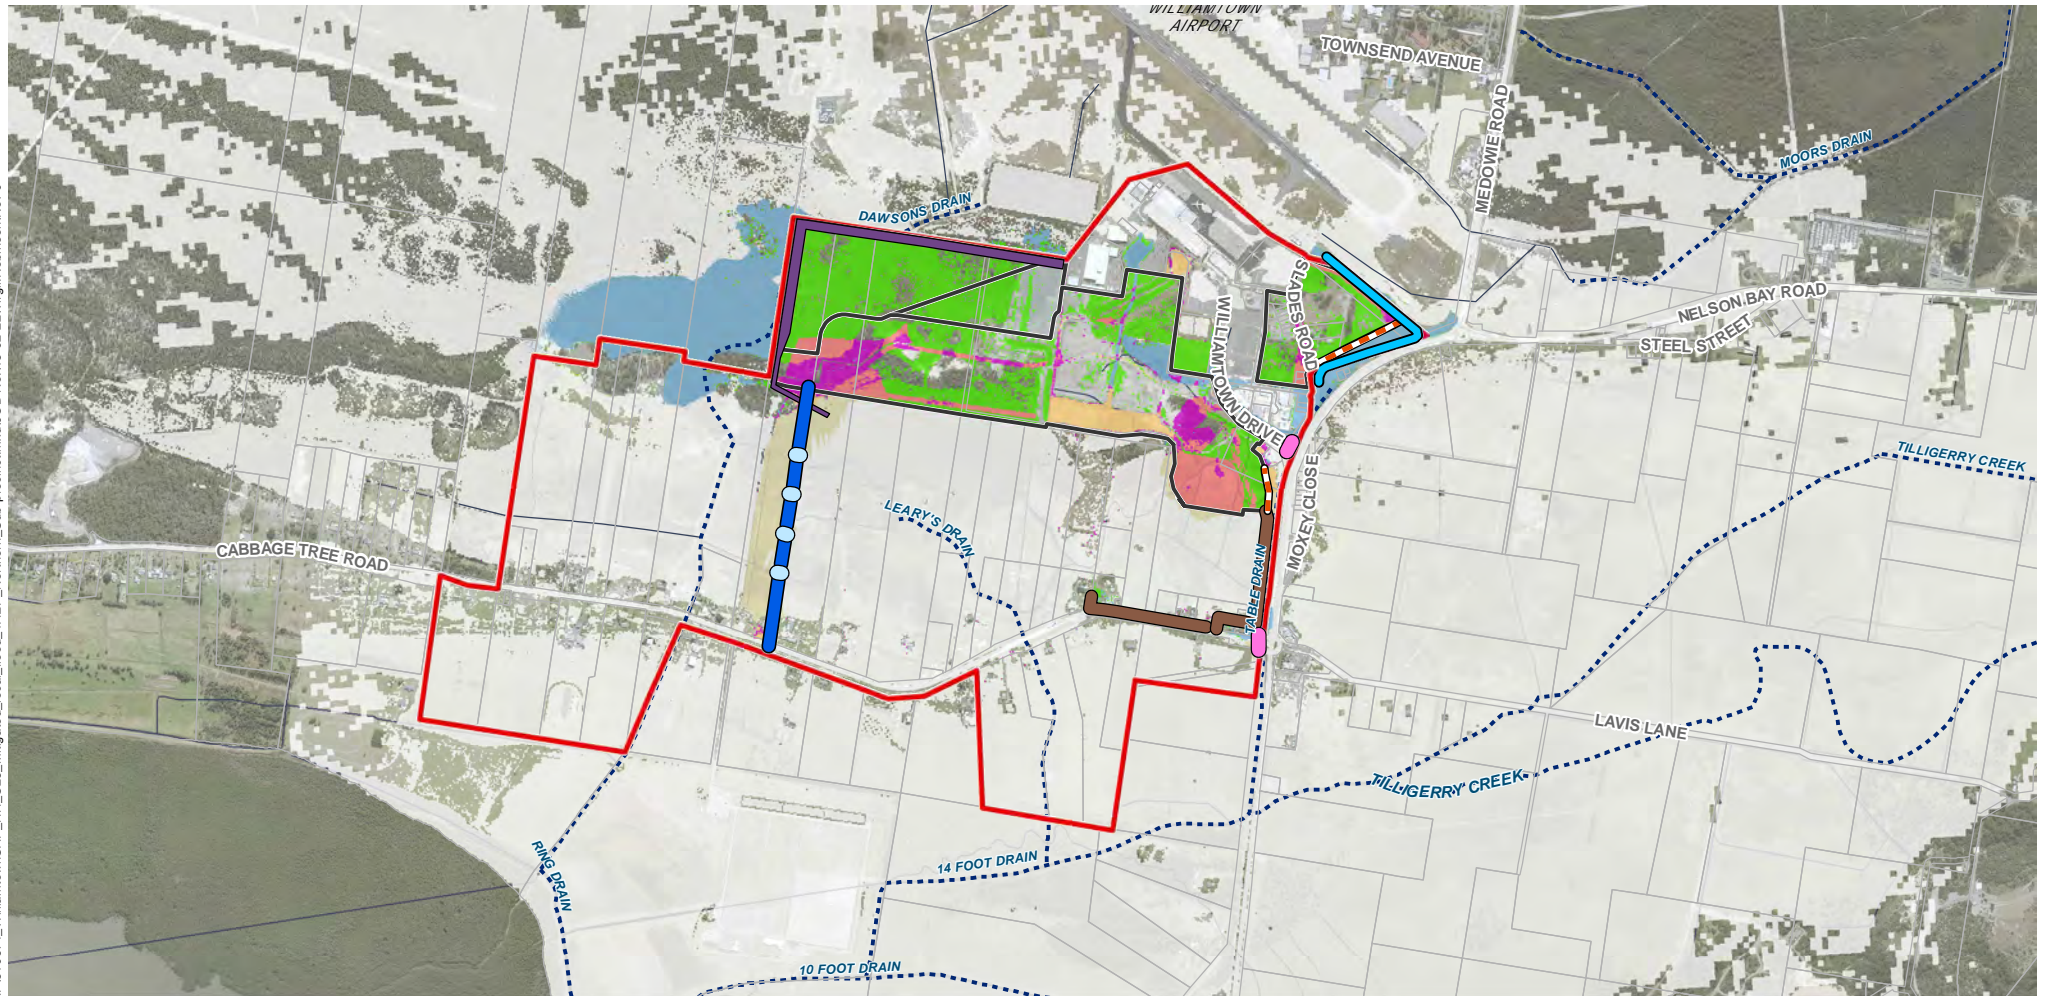 WILLIAMTOWN
AIRPORT
TOWNSEND AVENUE
MEDOWIE ROAD
MOORS DRAIN
DAWSONS DRAIN
SLADES ROAD
NELSON BAY ROAD
STEEL STREET
WILLIAMTOWN DRIVE
TILLIGERRY CREEK
MOXEY CLOSE
LEARY'S DRAIN
CABBAGE TREE ROAD
TABLE DRAIN
LAVIS LANE
TILLIGERRY CREEK
RING DRAIN
14 FOOT DRAIN
10 FOOT DRAIN